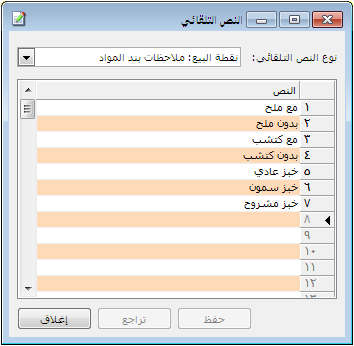 النص التلقائي
نوع النص التلقائي: نقطة البيع: ملاحظات بند المواد
النص
١ مع ملح
٢ بدون ملح
٣ مع كتشب
٤ بدون كتشب
٥ خبز عادي
٦ خبز سمون
٧ خبز مشروح
٨
٩
١٠
١١
١٢
١٣
حفظ تراجع إغلاق